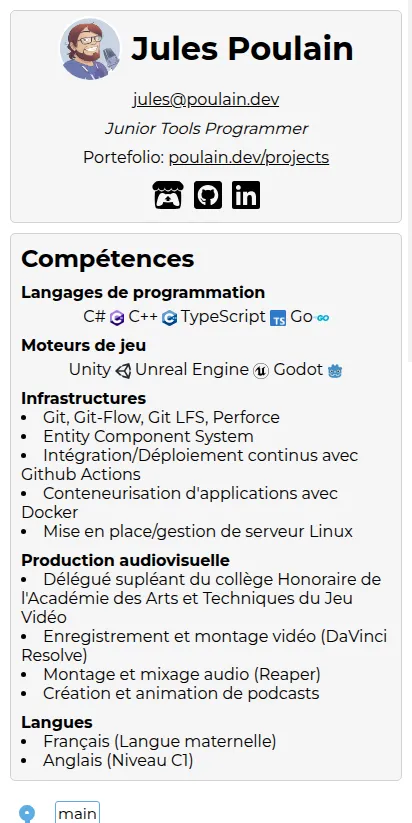 Jules Poulain
jules@poulain.dev
Junior Tools Programmer
Portefolio: poulain.dev/projects
Compétences
Langages de programmation
C# C++ TypeScript TS Go
Moteurs de jeu
Unity Unreal Engine Godot
Infrastructures
• Git, Git-Flow, Git LFS, Perforce
• Entity Component System
• Intégration/Déploiement continus avec
Github Actions
• Conteneurisation d'applications avec
Docker
• Mise en place/gestion de serveur Linux
Production audiovisuelle
• Délégué supléant du collège Honoraire de
l'Académie des Arts et Techniques du Jeu
Vidéo
• Enregistrement et montage vidéo (DaVinci
Resolve)
• Montage et mixage audio (Reaper)
• Création et animation de podcasts
Langues
• Français (Langue maternelle)
• Anglais (Niveau C1)
main